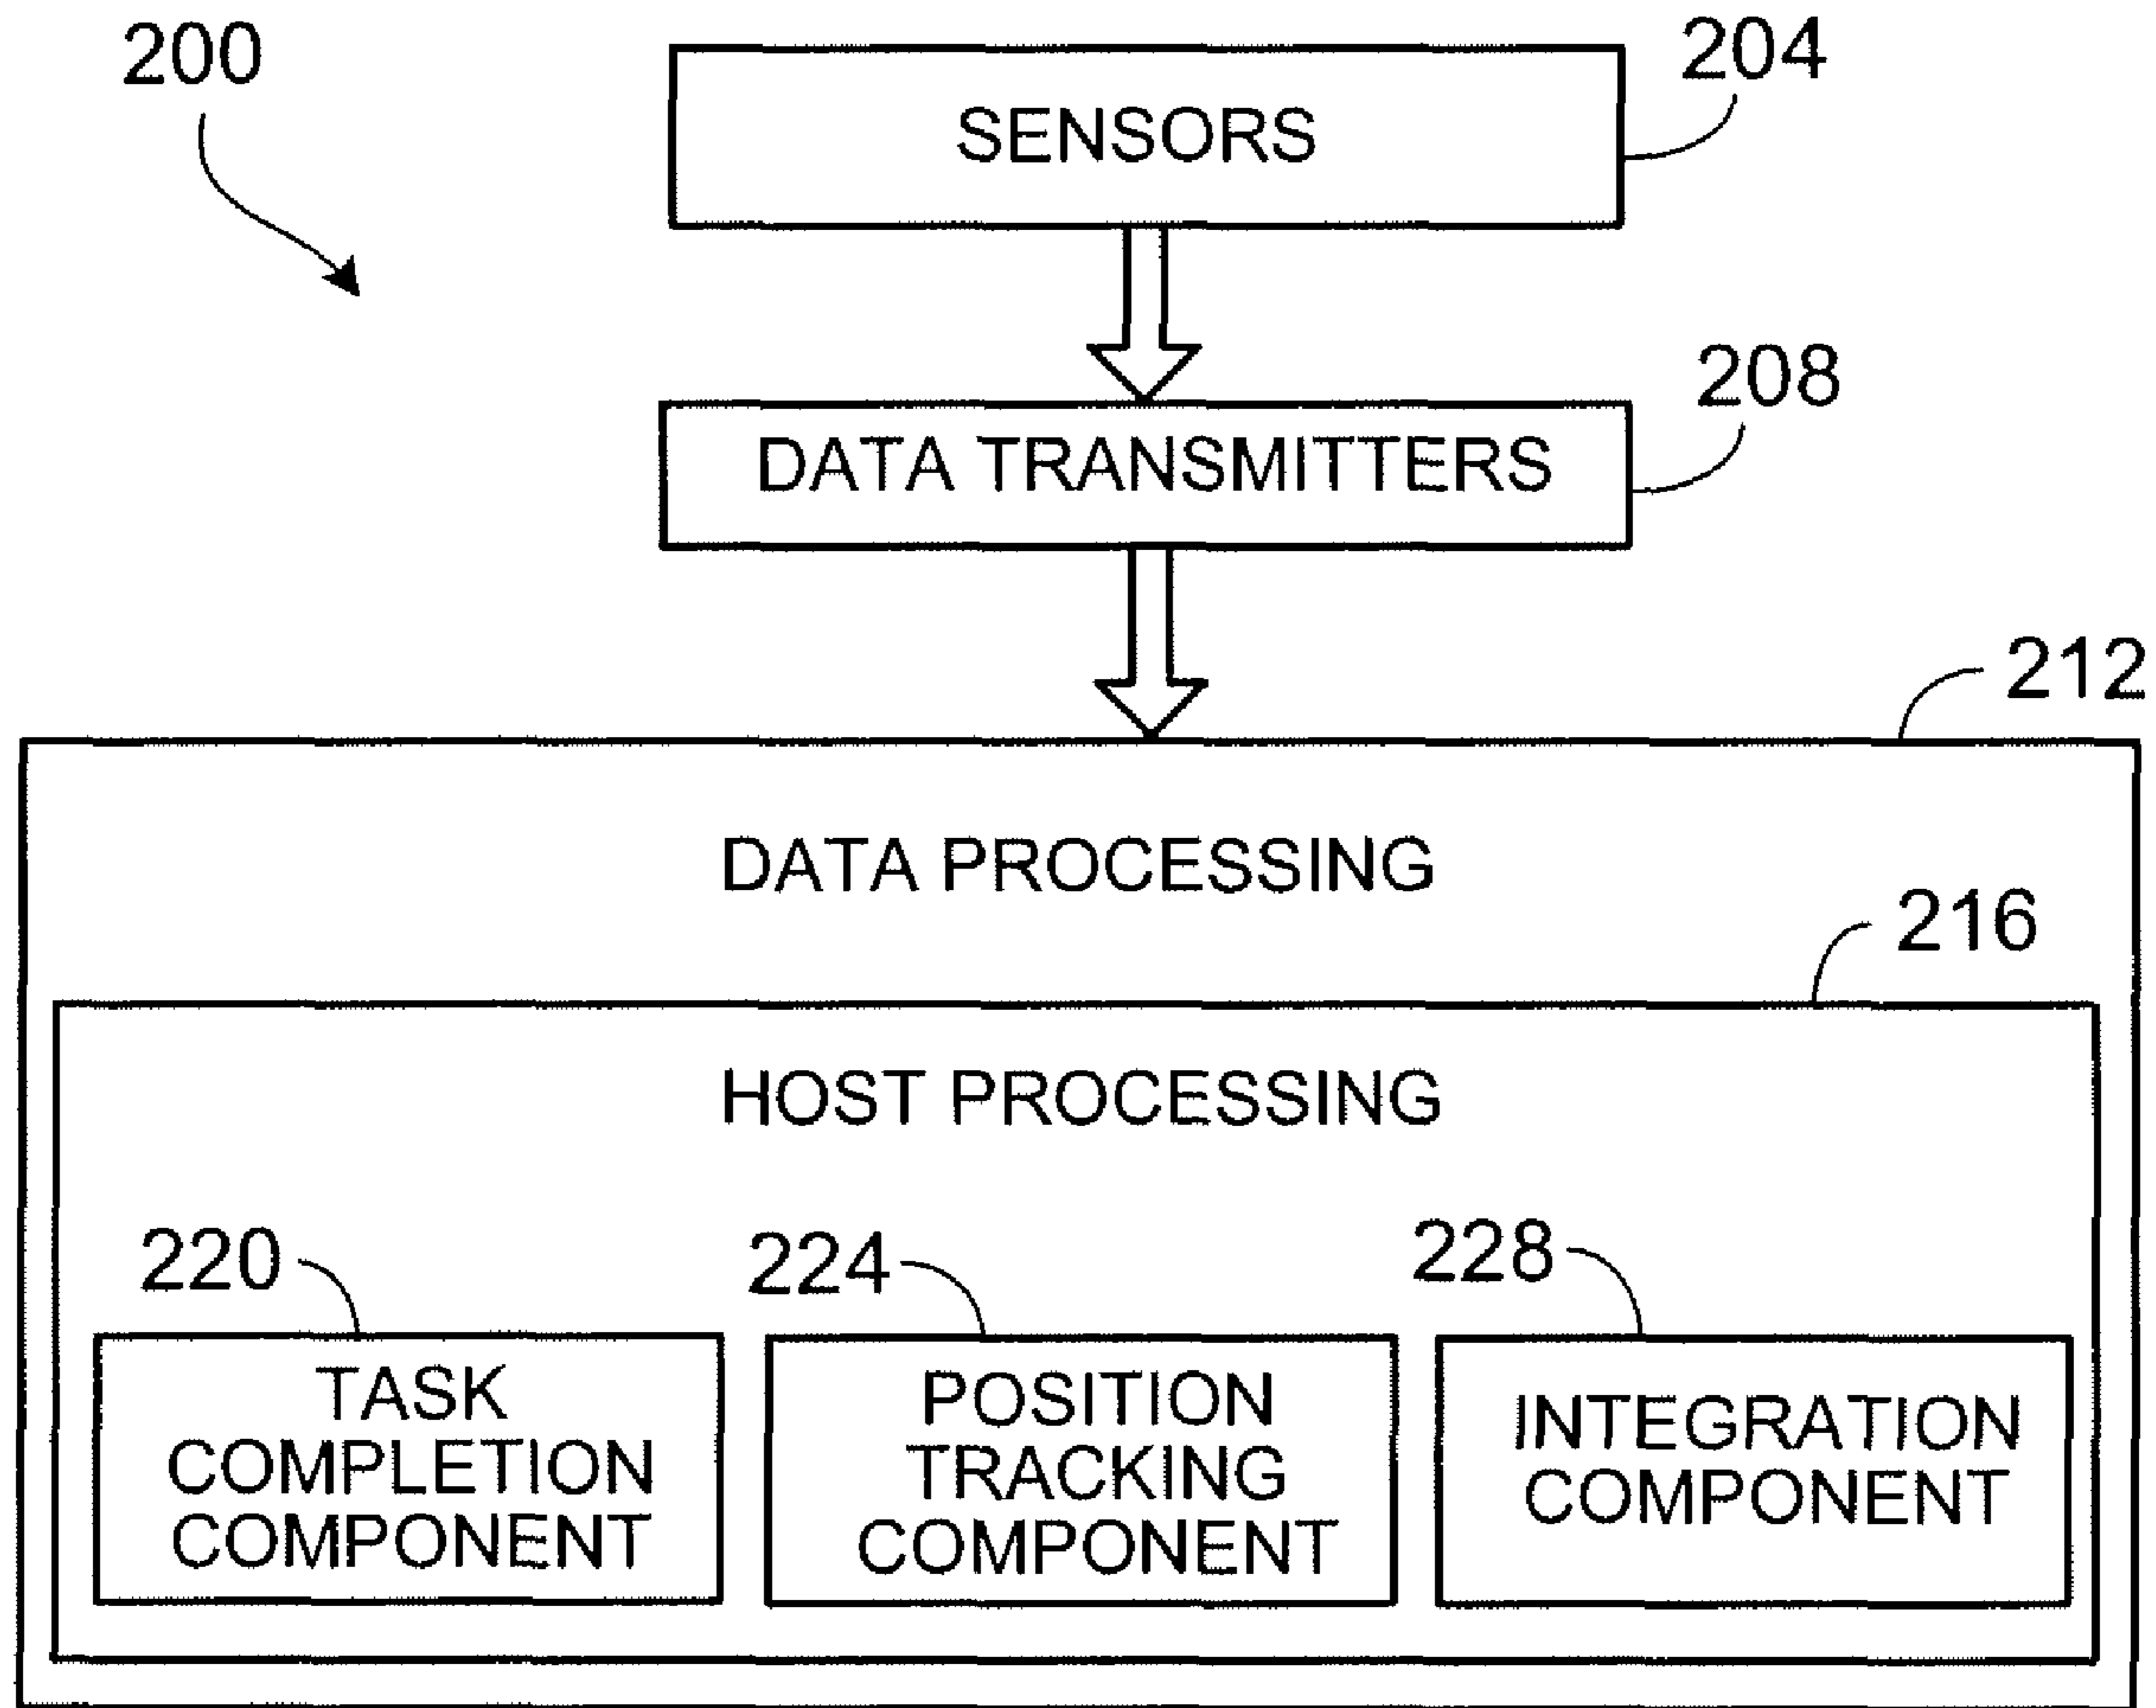 200
204
SENSORS
208
DATA TRANSMITTERS
212
DATA PROCESSING
216
HOST PROCESSING
220
224
228
TASK
COMPLETION
COMPONENT
POSITION
TRACKING
COMPONENT
INTEGRATION
COMPONENT